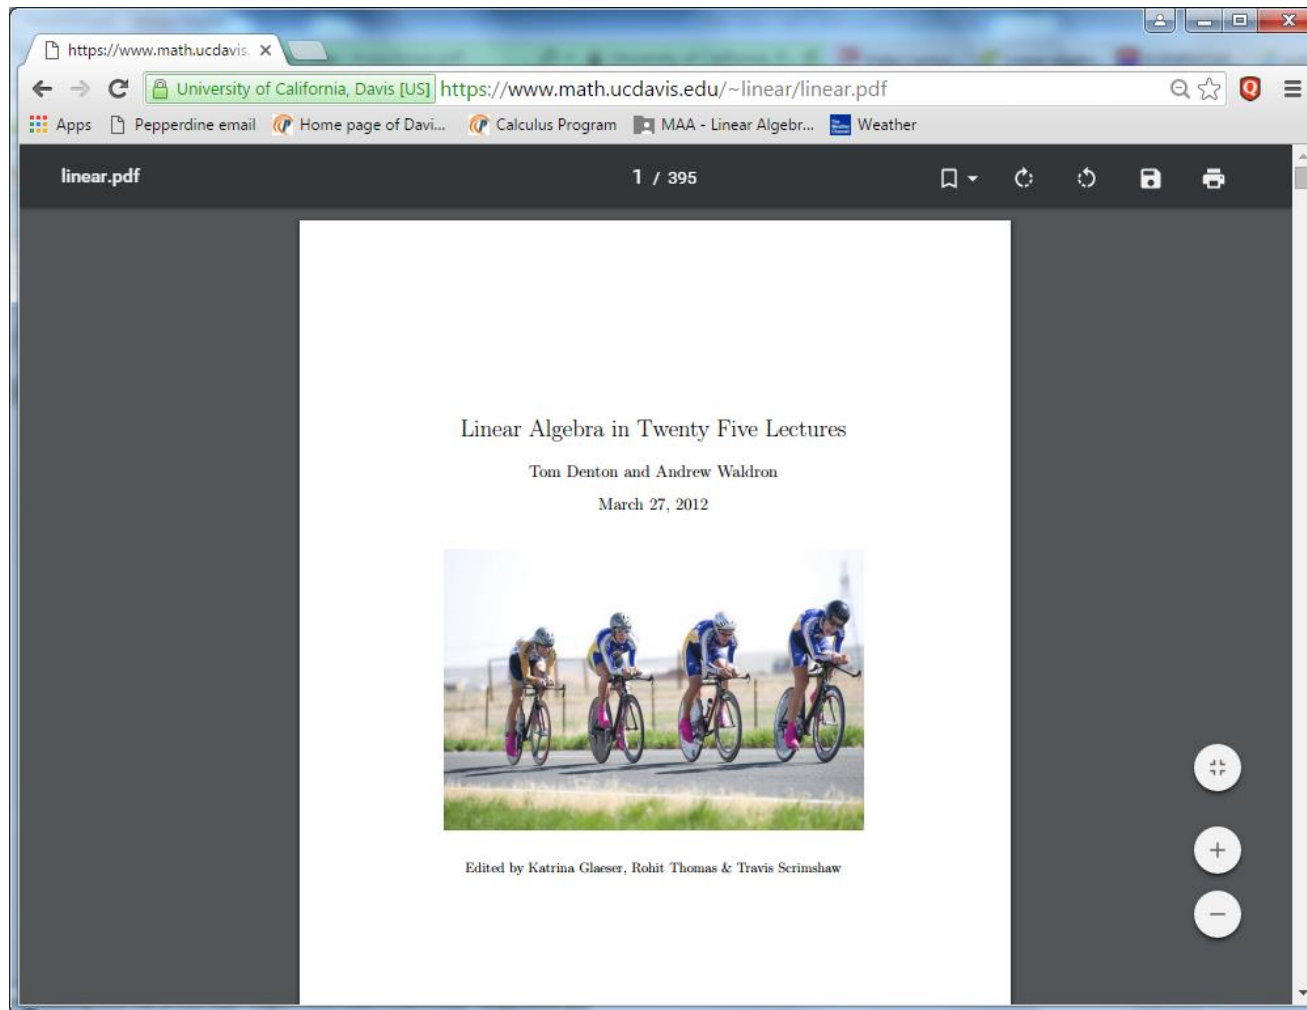 https://www.math.ucdavis.
University of California, Davis [US] https://www.math.ucdavis.edu/~linear/linear.pdf
Apps Pepperdine email Home page of Davi... Calculus Program MAA - Linear Algebr... Weather
linear.pdf 1 / 395
Linear Algebra in Twenty Five Lectures
Tom Denton and Andrew Waldron
March 27, 2012
Edited by Katrina Glaeser, Rohit Thomas & Travis Scrimshaw